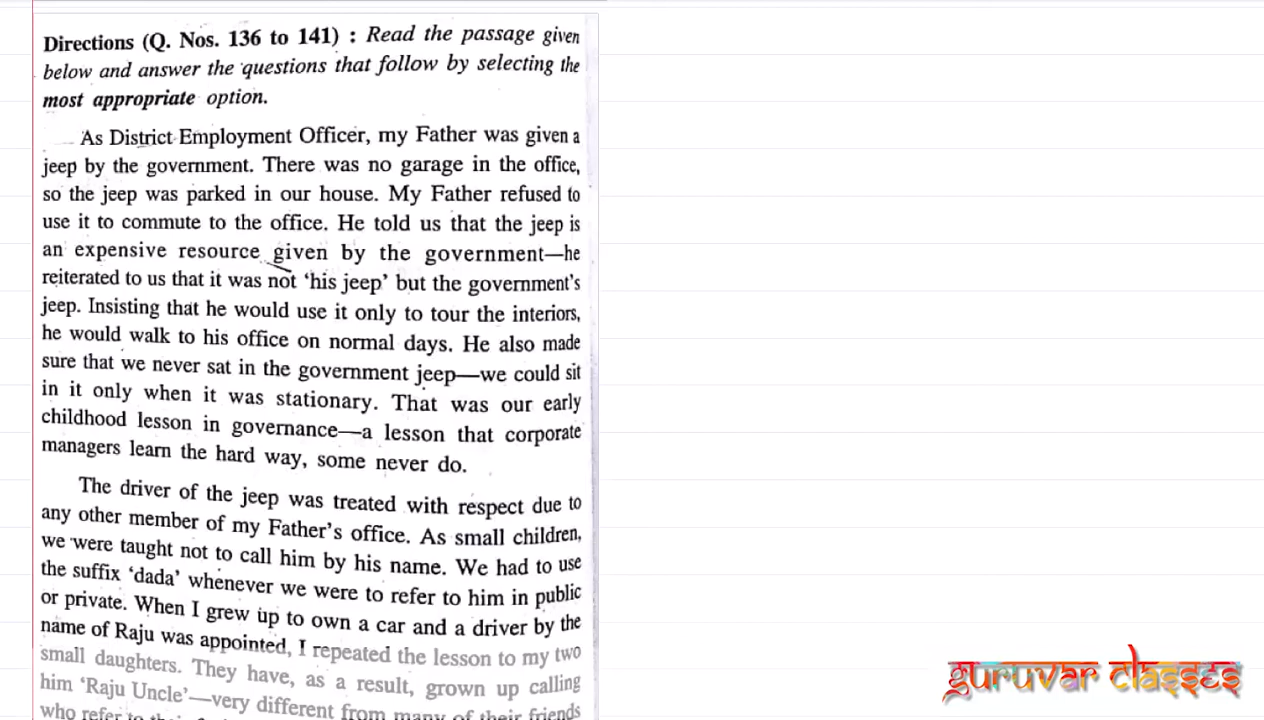 Directions (Q. Nos. 136 to 141) : Read the passage given
below and answer the questions that follow by selecting the
most appropriate option.
As District Employment Officer, my Father was given a
jeep by the government. There was no garage in the office,
so the jeep was parked in our house. My Father refused to
use it to commute to the office. He told us that the jeep is
an expensive resource given by the government—he
reiterated to us that it was not ‘his jeep’ but the government’s
jeep. Insisting that he would use it only to tour the interiors,
he would walk to his office on normal days. He also made
sure that we never sat in the government jeep—we could sit
in it only when it was stationary. That was our early
childhood lesson in governance—a lesson that corporate
managers learn the hard way, some never do.
The driver of the jeep was treated with respect due to
any other member of my Father’s office. As small children,
we were taught not to call him by his name. We had to use
the suffix ‘dada’ whenever we were to refer to him in public
or private. When I grew up to own a car and a driver by the
name of Raju was appointed, I repeated the lesson to my two
small daughters. They have, as a result, grown up calling
him ‘Raju Uncle’—very different from many of their friends
who refer to
guruvar classes